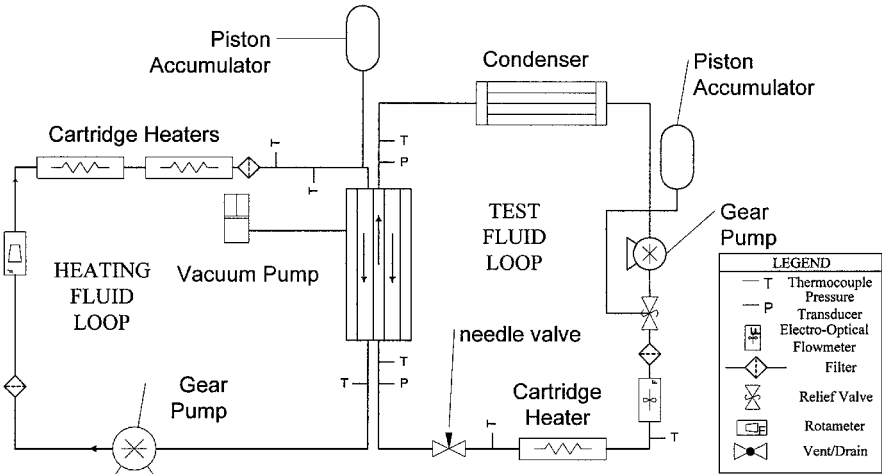 Piston
Accumulator
Condenser
Piston
Accumulator
Cartridge Heaters
T
T
T
P
TEST
FLUID
LOOP
Gear
Pump
HEATING
FLUID
LOOP
Vacuum Pump
needle valve
T
T
P
Gear
Pump
Cartridge
Heater
T
F
T
LEGEND
T Thermocouple
P Pressure
Transducer
Electro-Optical
Flowmeter
Filter
Relief Valve
Rotameter
Vent/Drain